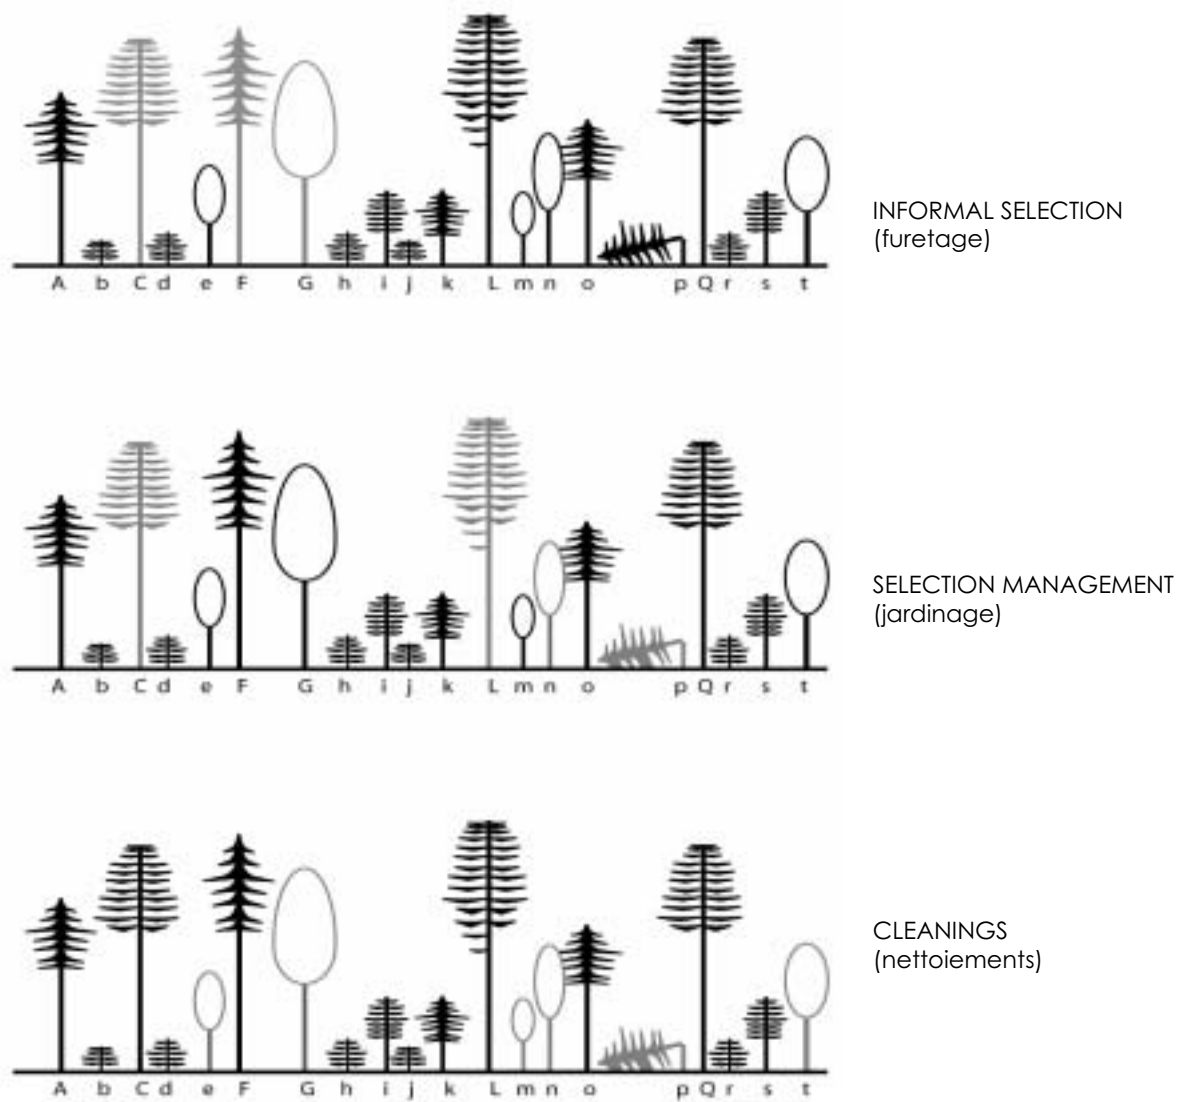 INFORMAL SELECTION
(furetage)
A b C d e F G h i j k L m n o p Q r s t
SELECTION MANAGEMENT
(jardinage)
A b C d e F G h i j k L m n o p Q r s t
CLEANINGS
(nettoiements)
A b C d e F G h i j k L m n o p Q r s t